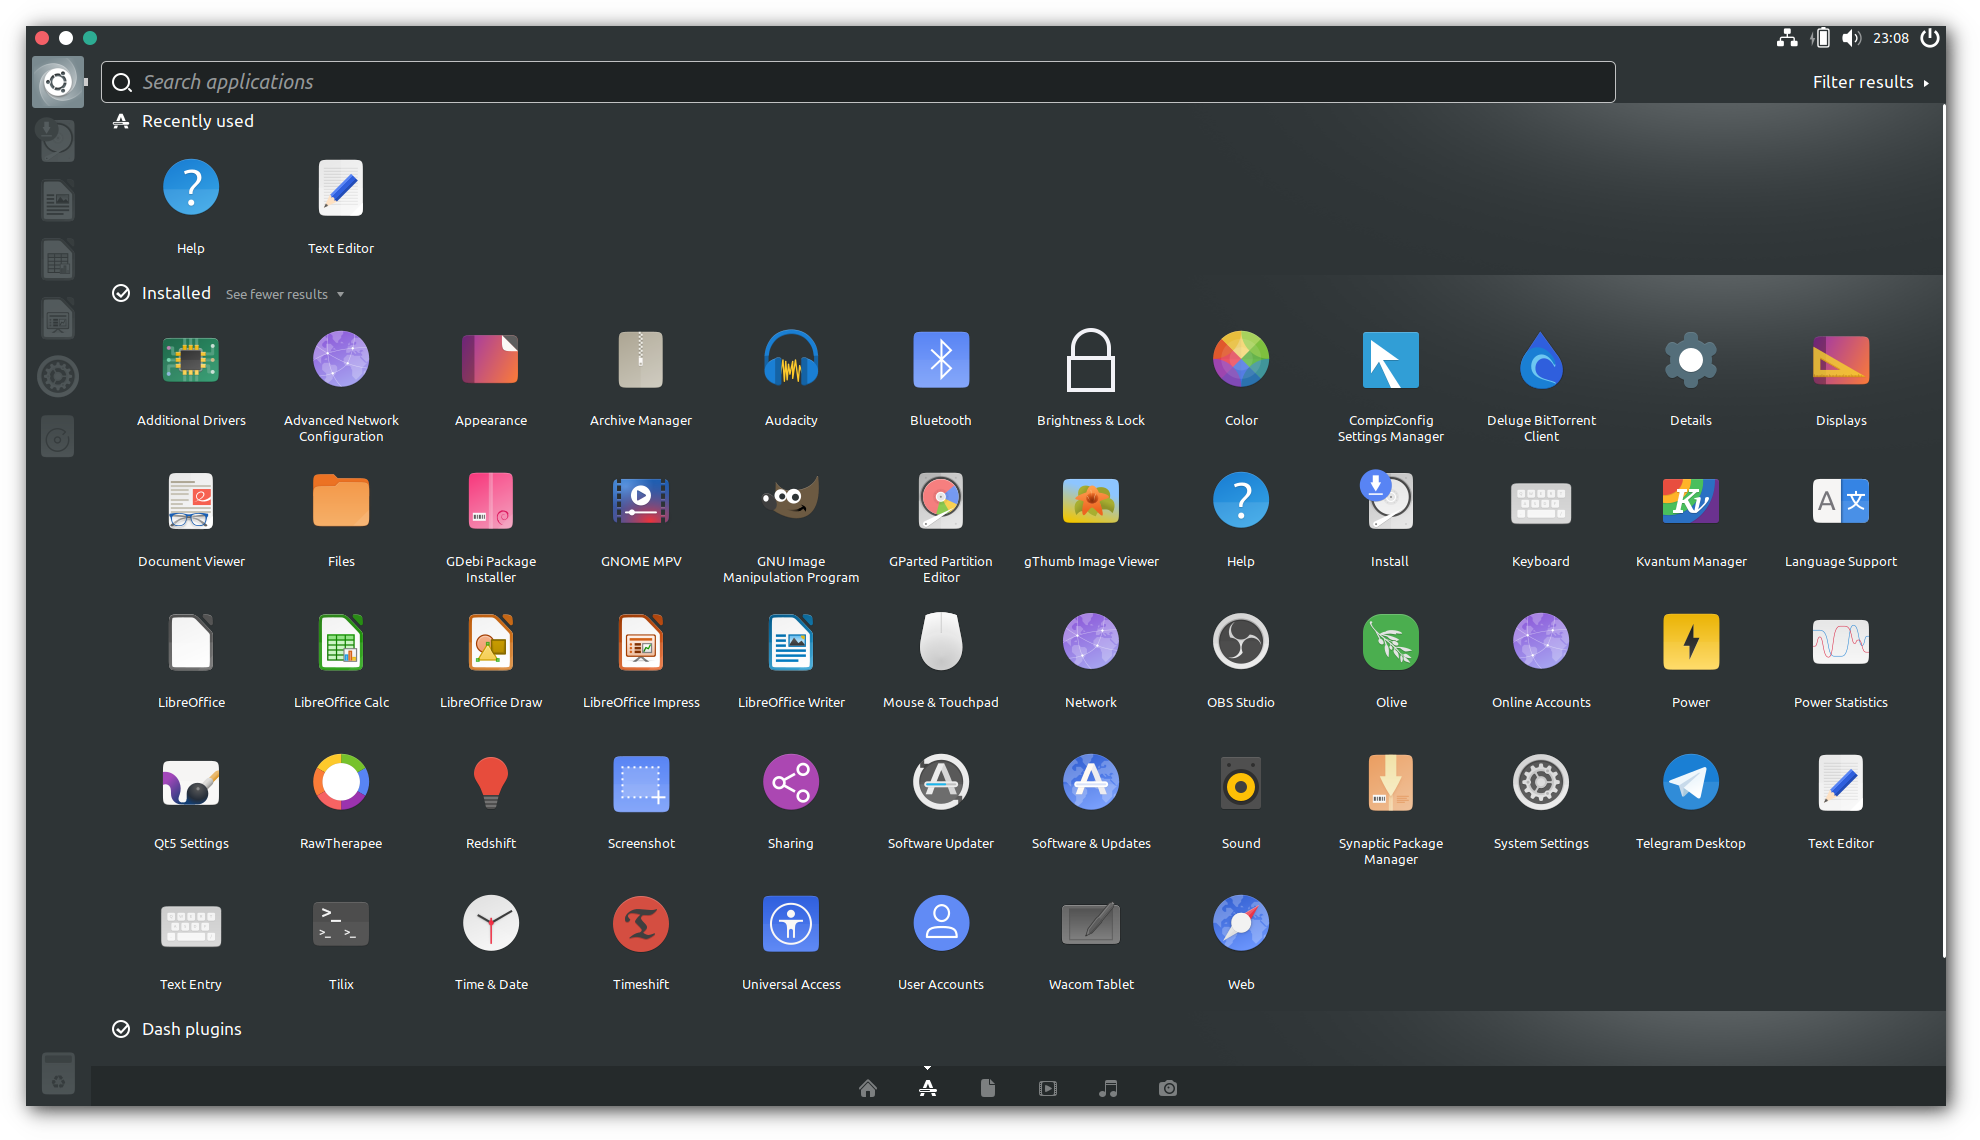 23:08
Search applications
Filter results
Recently used
Help
Text Editor
Installed See fewer results
Additional Drivers
Advanced Network
Configuration
Appearance
Archive Manager
Audacity
Bluetooth
Brightness & Lock
Color
CompizConfig
Settings Manager
Deluge BitTorrent
Client
Details
Displays
Document Viewer
Files
GDebi Package
Installer
GNOME MPV
GNU Image
Manipulation Program
GParted Partition
Editor
gThumb Image Viewer
Help
Install
Keyboard
Kv
Kvantum Manager
A 文
Language Support
LibreOffice
LibreOffice Calc
LibreOffice Draw
LibreOffice Impress
LibreOffice Writer
Mouse & Touchpad
Network
OBS Studio
Olive
Online Accounts
Power
Power Statistics
Qt5 Settings
RawTherapee
Redshift
Screenshot
Sharing
Software Updater
Software & Updates
Sound
Synaptic Package
Manager
System Settings
Telegram Desktop
Text Editor
Text Entry
Tilix
Time & Date
Timeshift
Universal Access
User Accounts
Wacom Tablet
Web
Dash plugins